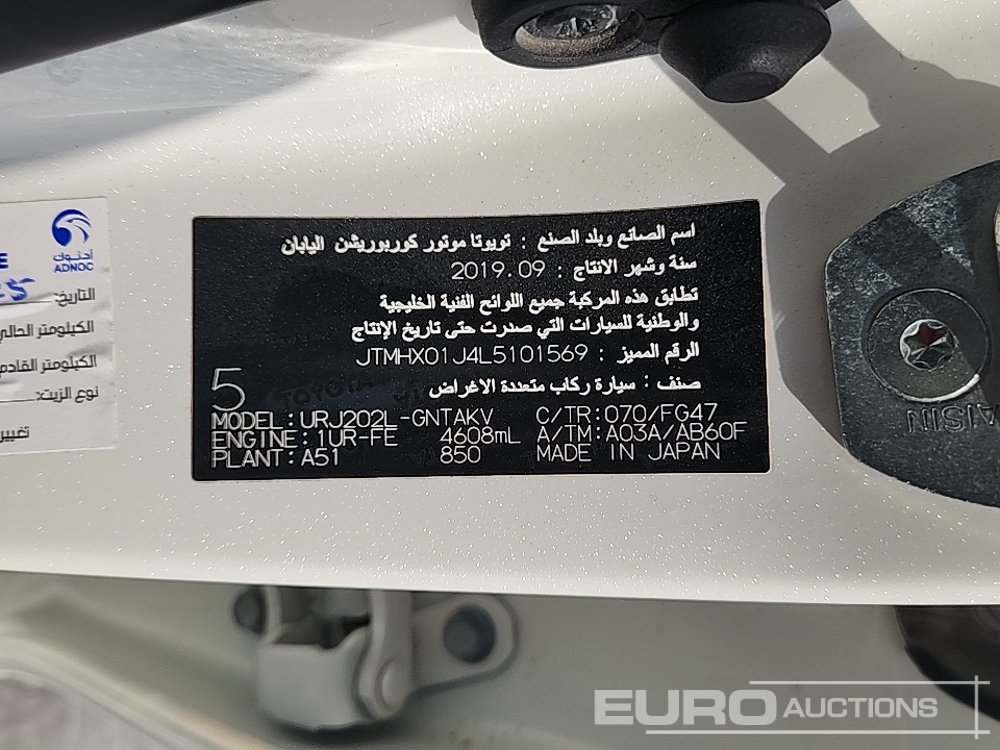 اسم الصانع وبلد الصنع : تويوتا موتور كوربوريشن اليابان
سنة وشهر الانتاج : 2019.09
تطابق هذه المركبة جميع اللوائح الفنية الخليجية
والوطنية للسيارات التي صدرت حتى تاريخ الإنتاج
الرقم المميز : JTMHX01J4L5101569
صنف : سيارة ركاب متعددة الاغراض
5
MODEL:URJ202L-GNTAKV C/TR:070/FG47
ENGINE:1UR-FE 4608mL A/TM:A03A/AB60F
PLANT:A51 850 MADE IN JAPAN
أدنوك
ADNOC
E
التاريخ:
الكيلومتر الحالي
الكيلومتر القادم
نوع الزيت:
تغيير
AISIN
EURO AUCTIONS